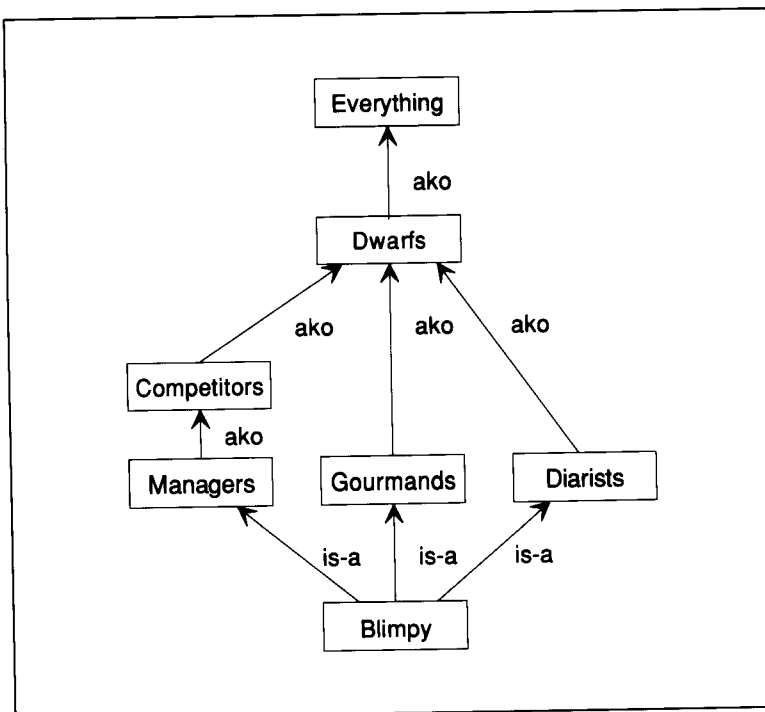 Everything
ako
Dwarfs
ako
ako
ako
Competitors
ako
Managers
Gourmands
Diarists
is-a
is-a
is-a
Blimpy